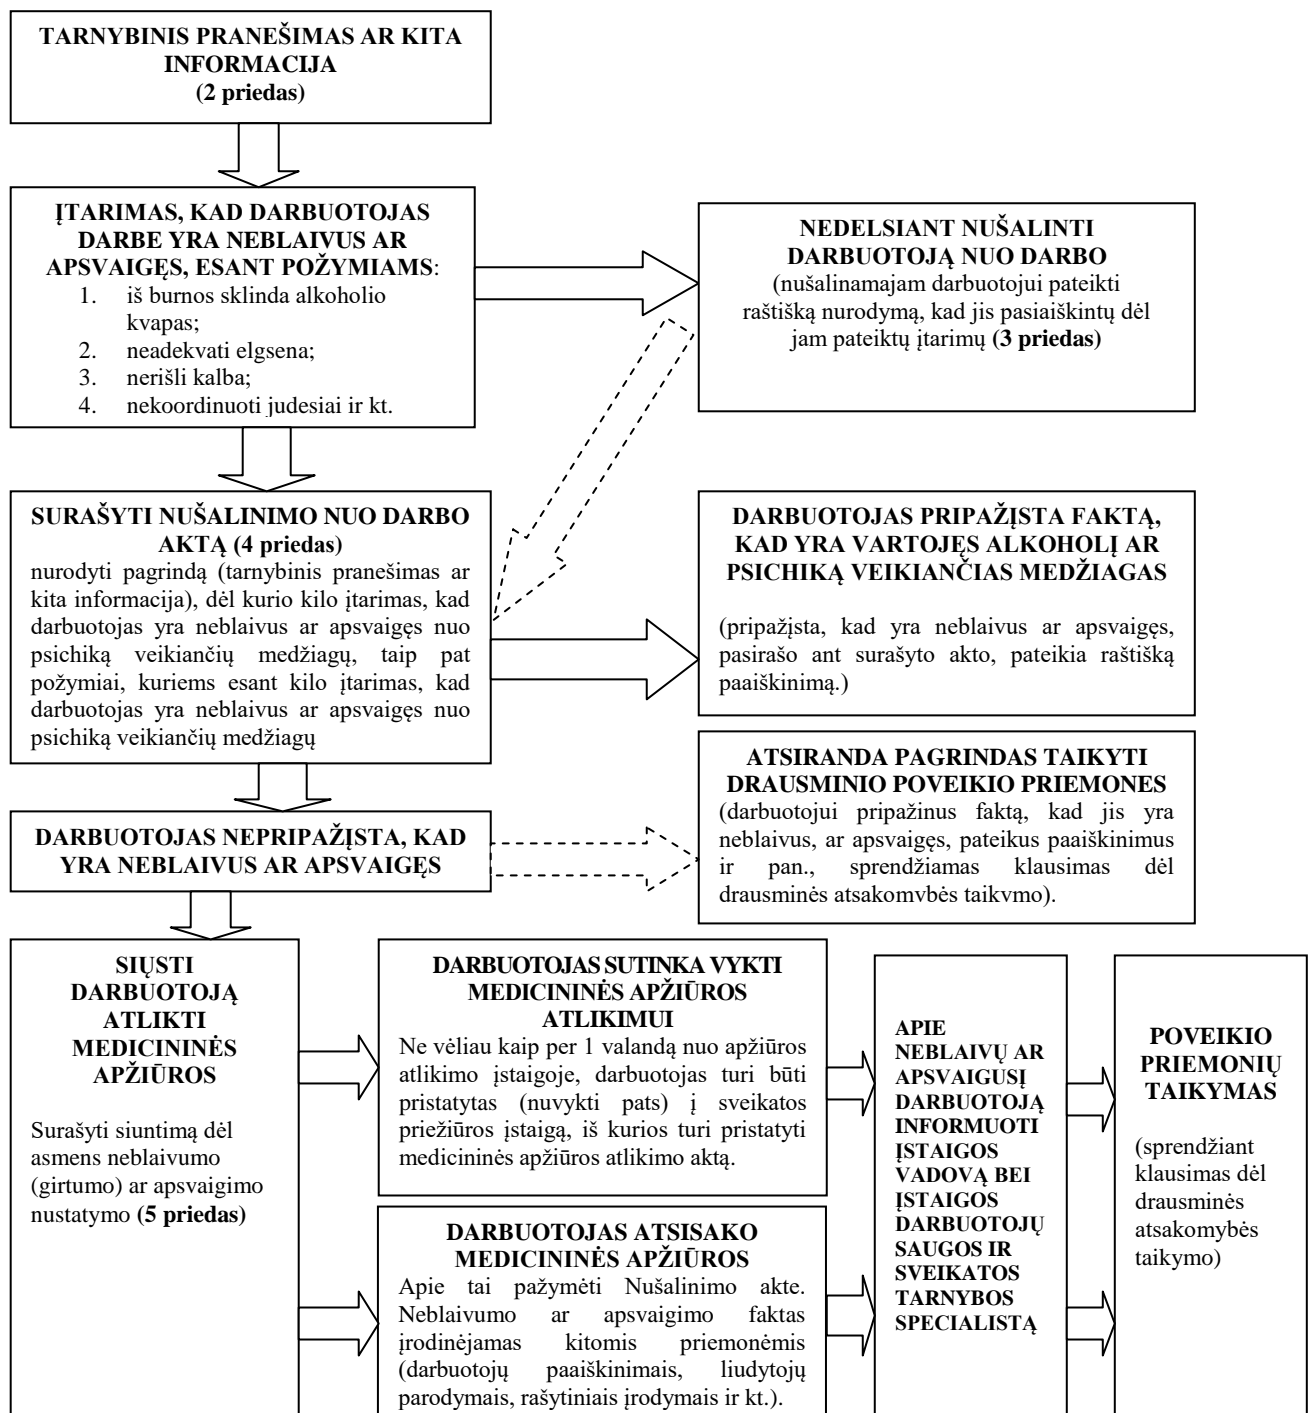 TARNYBINIS PRANEŠIMAS AR KITA
INFORMACIJA
(2 priedas)
ĮTARIMAS, KAD DARBUOTOJAS
DARBE YRA NEBLAIVUS AR
APSVAIGĘS, ESANT POŽYMIAMS:
1. iš burnos sklinda alkoholio
kvapas;
2. neadekvati elgsena;
3. nerišli kalba;
4. nekoordinuoti judesiai ir kt.
NEDELSIANT NUŠALINTI
DARBUOTOJĄ NUO DARBO
(nušalinamajam darbuotojui pateikti
raštišką nurodymą, kad jis pasiaiškintų dėl
jam pateiktų įtarimų (3 priedas)
SURAŠYTI NUŠALINIMO NUO DARBO
AKTĄ (4 priedas)
nurodyti pagrindą (tarnybinis pranešimas ar
kita informacija), dėl kurio kilo įtarimas, kad
darbuotojas yra neblaivus ar apsvaigęs nuo
psichiką veikiančių medžiagų, taip pat
požymiai, kuriems esant kilo įtarimas, kad
darbuotojas yra neblaivus ar apsvaigęs nuo
psichiką veikiančių medžiagų
DARBUOTOJAS PRIPAŽĮSTA FAKTĄ,
KAD YRA VARTOJĘS ALKOHOLĮ AR
PSICHIKĄ VEIKIANČIAS MEDŽIAGAS
(pripažįsta, kad yra neblaivus ar apsvaigęs,
pasirašo ant surašyto akto, pateikia raštišką
paaiškinimą.)
ATSIRANDA PAGRINDAS TAIKYTI
DRAUSMINIO POVEIKIO PRIEMONES
(darbuotojui pripažinus faktą, kad jis yra
neblaivus, ar apsvaigęs, pateikus paaiškinimus
ir pan., sprendžiamas klausimas dėl
drausminės atsakomybės taikymo).
DARBUOTOJAS NEPRIPAŽĮSTA, KAD
YRA NEBLAIVUS AR APSVAIGĘS
SIŲSTI
DARBUOTOJĄ
ATLIKTI
MEDICININĖS
APŽIŪROS
Surašyti siuntimą dėl
asmens neblaivumo
(girtumo) ar apsvaigimo
nustatymo (5 priedas)
DARBUOTOJAS SUTINKA VYKTI
MEDICININĖS APŽIŪROS
ATLIKIMUI
Ne vėliau kaip per 1 valandą nuo apžiūros
atlikimo įstaigoje, darbuotojas turi būti
pristatytas (nuvykti pats) į sveikatos
priežiūros įstaigą, iš kurios turi pristatyti
medicininės apžiūros atlikimo aktą.
DARBUOTOJAS ATSISAKO
MEDICININĖS APŽIŪROS
Apie tai pažymėti Nušalinimo akte.
Neblaivumo ar apsvaigimo faktas
įrodinėjamas kitomis priemonėmis
(darbuotojų paaiškinimais, liudytojų
parodymais, rašytiniais įrodymais ir kt.).
APIE
NEBLAIVŲ AR
APSVAIGUSĮ
DARBUOTOJĄ
INFORMUOTI
ĮSTAIGOS
VADOVĄ BEI
ĮSTAIGOS
DARBUOTOJŲ
SAUGOS IR
SVEIKATOS
TARNYBOS
SPECIALISTĄ
POVEIKIO
PRIEMONIŲ
TAIKYMAS
(sprendžiant
klausimas dėl
drausminės
atsakomybės
taikymo)